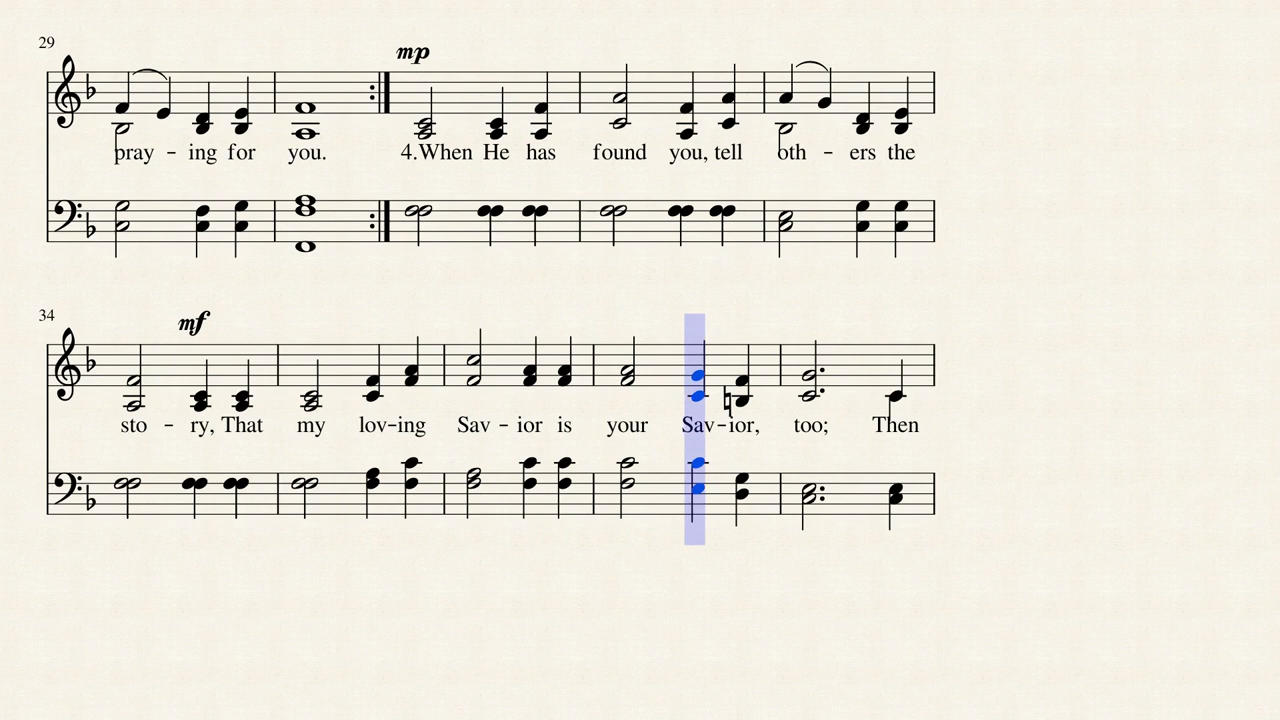 29
mp
pray - ing for you. 4.When He has found you, tell oth - ers the
34
mf
sto - ry, That my lov-ing Sav - ior is your Sav-ior, too; Then